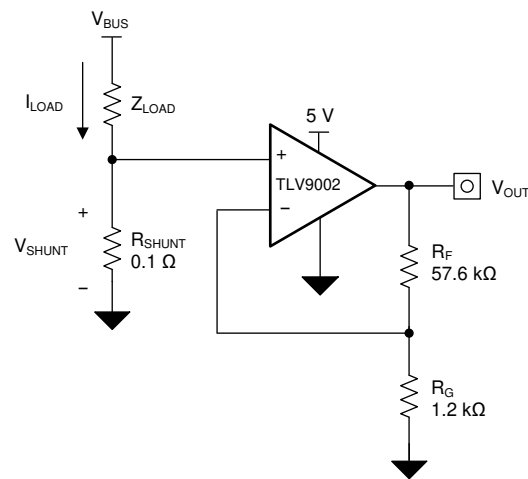 VBUS
ILOAD
ZLOAD
5 V
+
TLV9002
−
VOUT
+
VSHUNT
−
RSHUNT
0.1 Ω
RF
57.6 kΩ
RG
1.2 kΩ